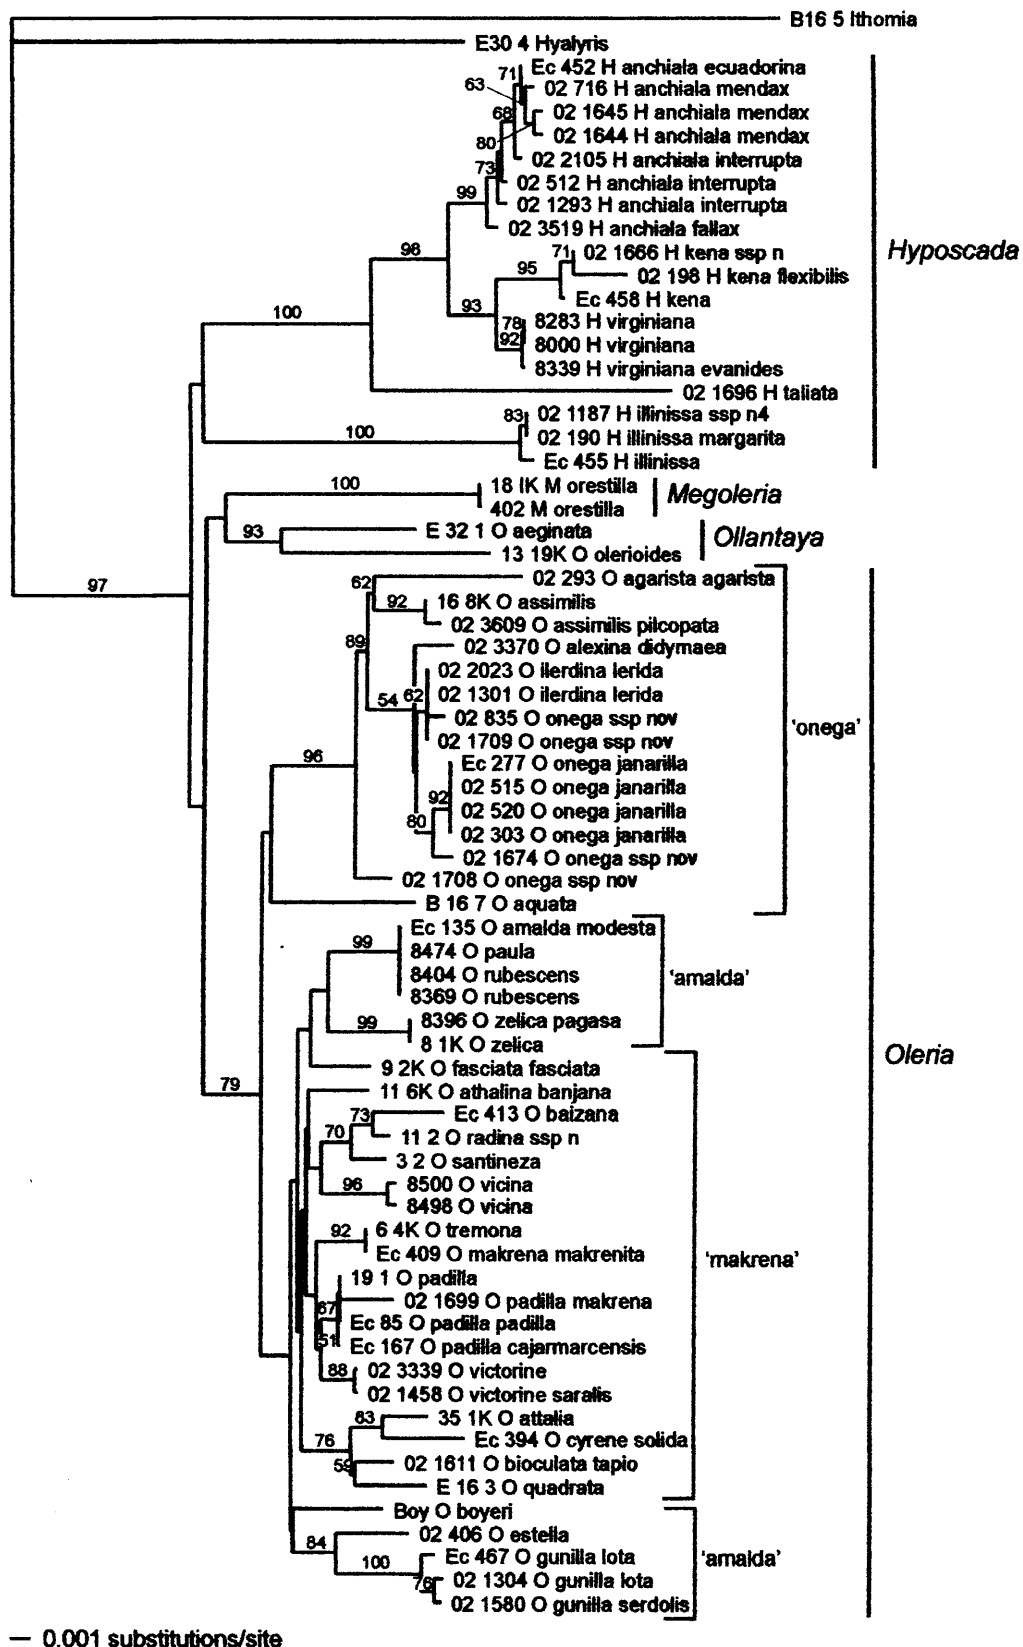 B16 5 Ithomia
E30 4 Hyalyris
71 Ec 452 H anchiala ecuadorina
63 02 716 H anchiala mendax
02 1645 H anchiala mendax
68
02 1644 H anchiala mendax
80
02 2105 H anchiala interrupta
73
02 512 H anchiala interrupta
99
02 1293 H anchiala interrupta
02 3519 H anchiala fallax
98 71 02 1666 H kena ssp n Hyposcada
95 02 198 H kena flexibilis
Ec 458 H kena
100 93
78 8283 H virginiana
92 8000 H virginiana
8339 H virginiana evanides
02 1696 H taliata
83 02 1187 H illinissa ssp n4
100 02 190 H illinissa margarita
Ec 455 H illinissa
100 18 IK M orestilla Megoleria
402 M orestilla
93 E 32 1 O aeginata Ollantaya
13 19K O olerioides
97 62 02 293 O agarista agarista
92 16 8K O assimilis
02 3609 O assimilis pilcopata
89 02 3370 O alexina didymaea
02 2023 O ilerdina lerida
54 62 02 1301 O ilerdina lerida
02 835 O onega ssp nov 'onega'
02 1709 O onega ssp nov
96 Ec 277 O onega janarilla
02 515 O onega janarilla
92
02 520 O onega janarilla
80 02 303 O onega janarilla
02 1674 O onega ssp nov
02 1708 O onega ssp nov
B 16 7 O aquata
Ec 135 O amalda modesta
99 8474 O paula
8404 O rubescens 'amalda'
8369 O rubescens
99 8396 O zelica pagasa
8 1K O zelica
Oleria
9 2K O fasciata fasciata
79 11 6K O athalina banjana
73 Ec 413 O baizana
70 11 2 O radina ssp n
3 2 O santineza
96 8500 O vicina
8498 O vicina
92 6 4K O tremona
Ec 409 O makrena makrenita 'makrena'
19 1 O padilla
02 1699 O padilla makrena
67 Ec 85 O padilla padilla
51 Ec 167 O padilla cajarmarcensis
88 02 3339 O victorine
02 1458 O victorine saralis
83 35 1K O attalia
76 Ec 394 O cyrene solida
59 02 1611 O bioculata tapio
E 16 3 O quadrata
Boy O boyeri
84 02 406 O estella
100 Ec 467 O gunilla lota 'amalda'
76 02 1304 O gunilla lota
02 1580 O gunilla serdolis
0.001 substitutions/site